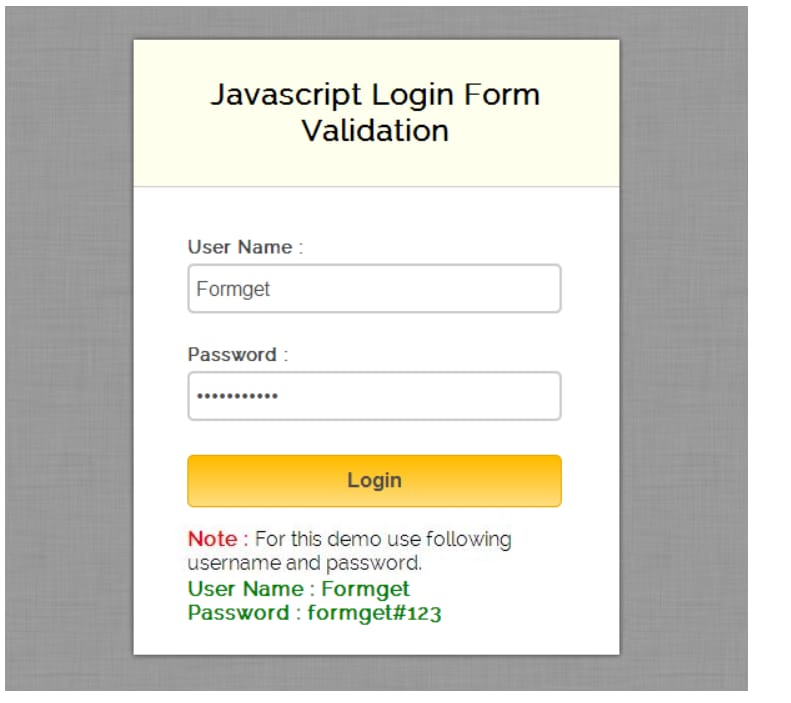 Javascript Login Form
Validation
User Name :
Formget
Password :
•••••••••••
Login
Note : For this demo use following
username and password.
User Name : Formget
Password : formget#123